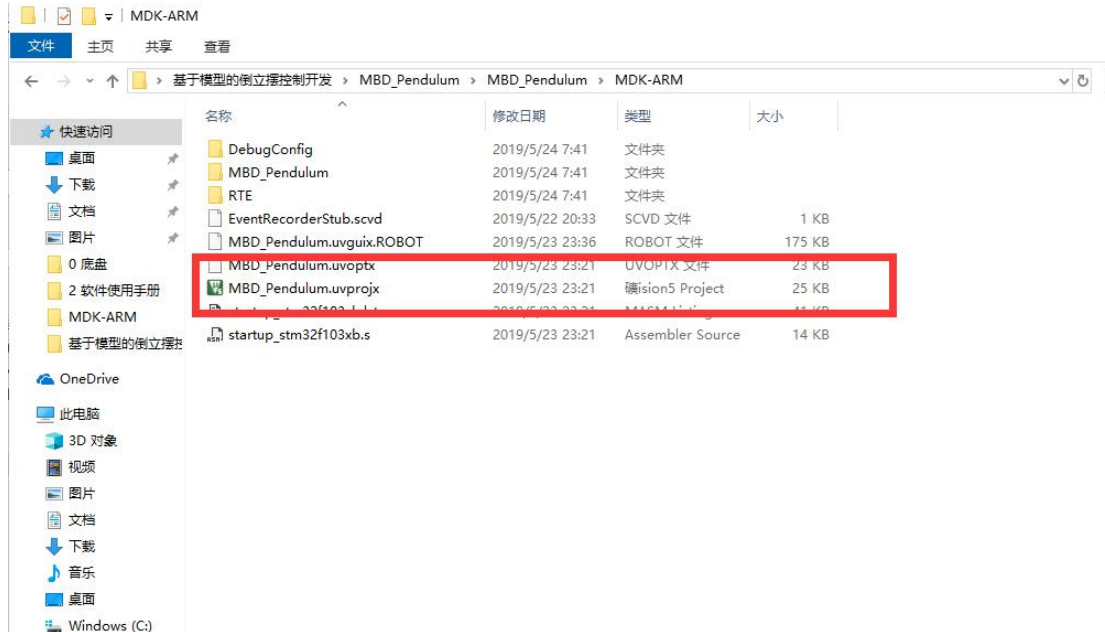 MDK-ARM
文件 主页 共享 查看
基于模型的倒立摆控制开发 › MBD_Pendulum › MBD_Pendulum › MDK-ARM
名称 修改日期 类型 大小
快速访问
桌面
下载
文档
图片
0 底盘
2 软件使用手册
MDK-ARM
基于模型的倒立摆
OneDrive
此电脑
3D 对象
视频
图片
文档
下载
音乐
桌面
Windows (C:)
DebugConfig 2019/5/24 7:41 文件夹
MBD_Pendulum 2019/5/24 7:41 文件夹
RTE 2019/5/24 7:41 文件夹
EventRecorderStub.scvd 2019/5/22 20:33 SCVD 文件 1 KB
MBD_Pendulum.uvguix.ROBOT 2019/5/23 23:36 ROBOT 文件 175 KB
MBD_Pendulum.uvoptx 2019/5/23 23:21 UVOPTX 文件 23 KB
MBD_Pendulum.uvprojx 2019/5/23 23:21 礦ision5 Project 25 KB
startup_stm32f103xb.s 2019/5/23 23:21 Assembler Source 14 KB